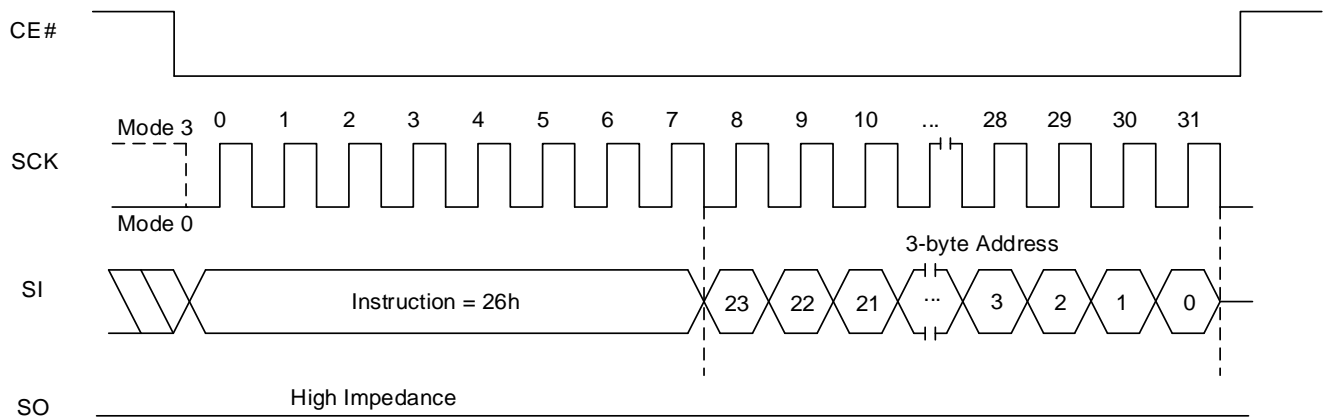 CE#
Mode 3
0 1 2 3 4 5 6 7 8 9 10 ... 28 29 30 31
SCK
Mode 0
3-byte Address
SI
Instruction = 26h
23 22 21 ... 3 2 1 0
High Impedance
SO